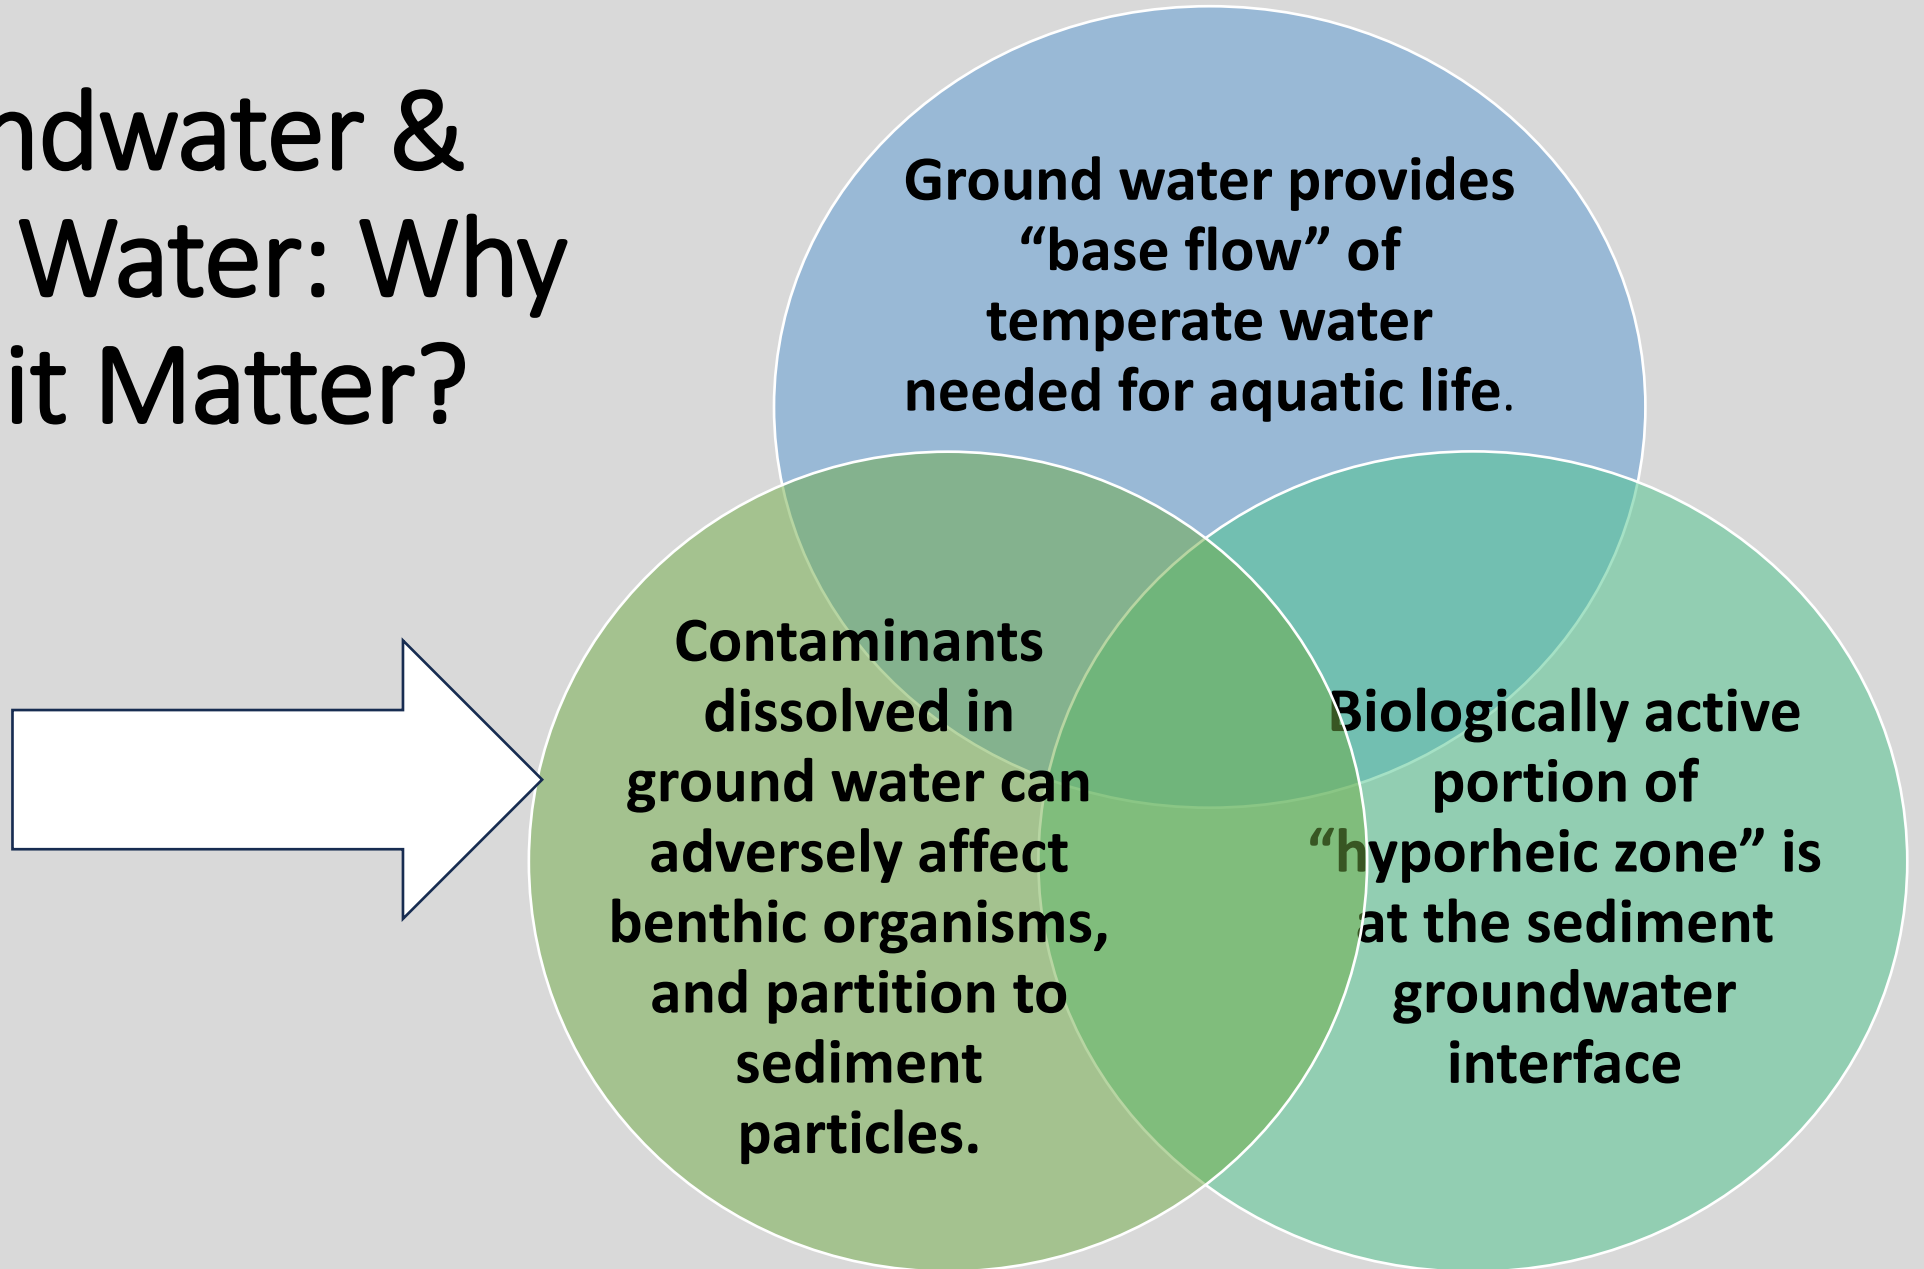 ndwater &
Water: Why
it Matter?
Ground water provides
“base flow” of
temperate water
needed for aquatic life.
Contaminants
dissolved in
ground water can
adversely affect
benthic organisms,
and partition to
sediment
particles.
Biologically active
portion of
“hyporheic zone” is
at the sediment
groundwater
interface